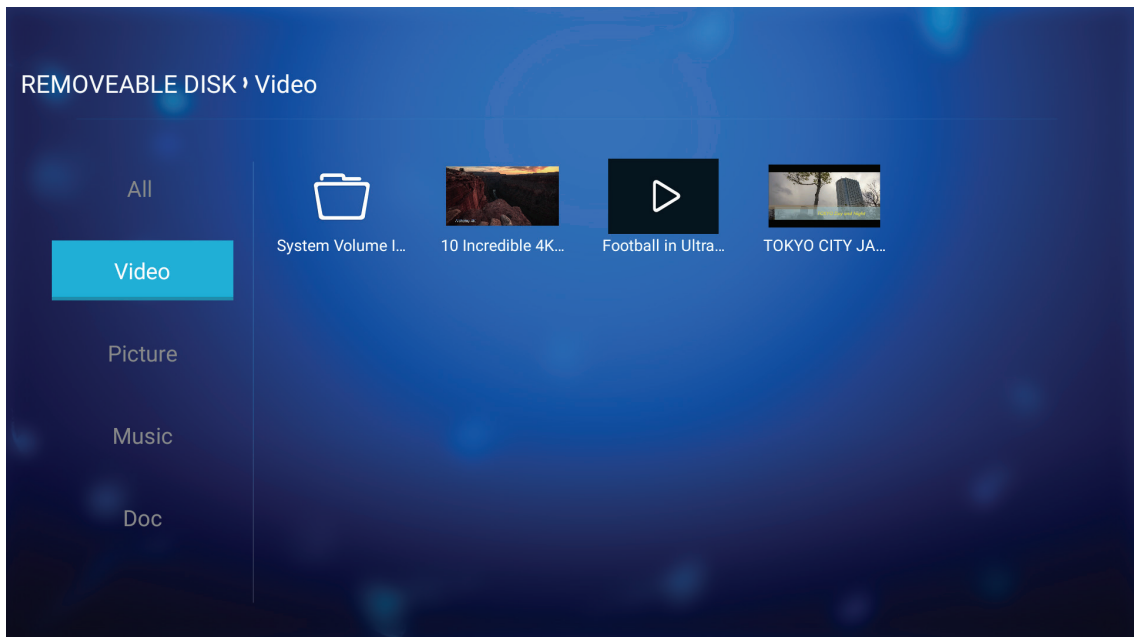 REMOVEABLE DISK › Video
All
Video
Picture
Music
Doc
System Volume I...
10 Incredible 4K...
Football in Ultra...
TOKYO CITY JA...